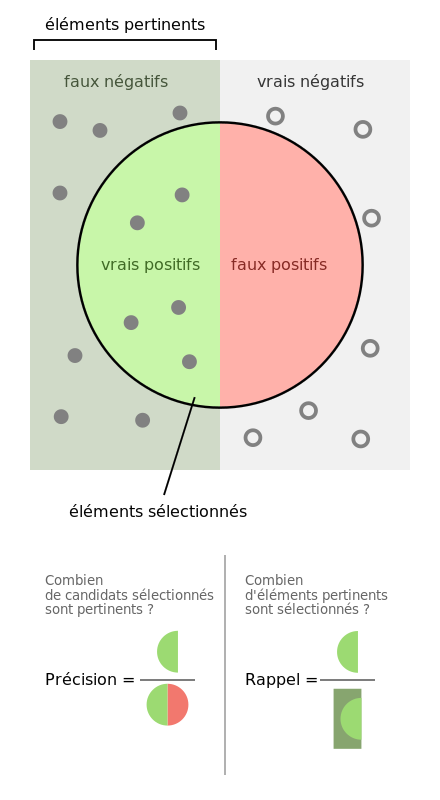 éléments pertinents
faux négatifs
vrais négatifs
vrais positifs
faux positifs
éléments sélectionnés
Combien
de candidats sélectionnés
sont pertinents ?
Précision =
Combien
d'éléments pertinents
sont sélectionnés ?
Rappel =